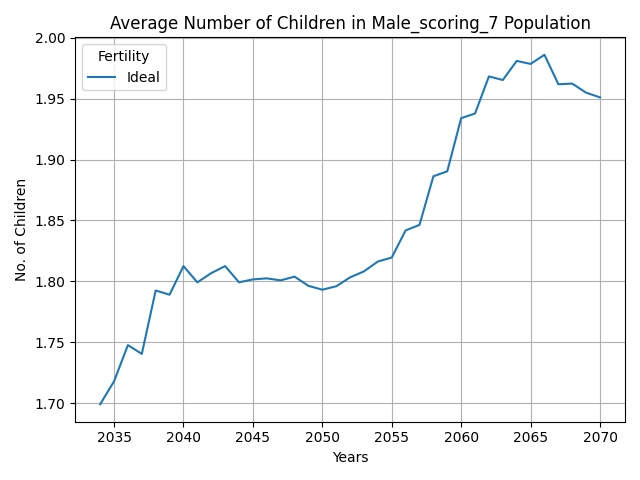 Average Number of Children in Male_scoring_7 Population
Fertility
Ideal
No. of Children
2.00
1.95
1.90
1.85
1.80
1.75
1.70
2035 2040 2045 2050 2055 2060 2065 2070
Years